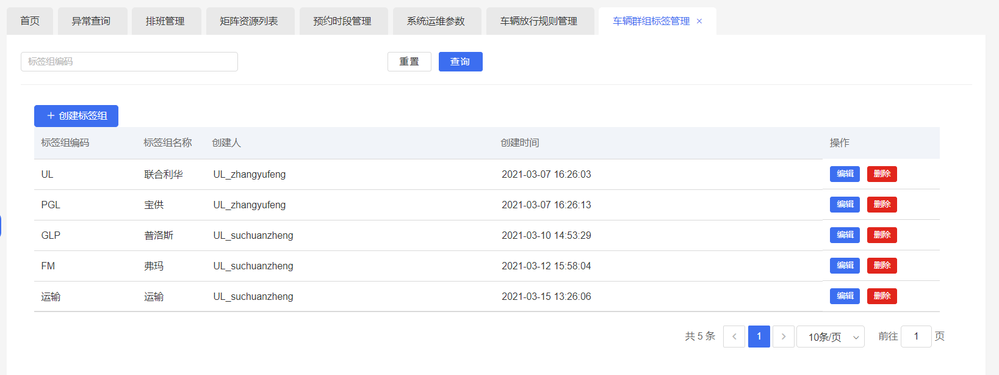 首页 异常查询 排班管理 矩阵资源列表 预约时段管理 系统运维参数 车辆放行规则管理 车辆群组标签管理 ×
标签组编码 重置 查询
+ 创建标签组
标签组编码 标签组名称 创建人 创建时间 操作
UL 联合利华 UL_zhangyufeng 2021-03-07 16:26:03 编辑 删除
PGL 宝供 UL_zhangyufeng 2021-03-07 16:26:13 编辑 删除
GLP 普洛斯 UL_suchuanzheng 2021-03-10 14:53:29 编辑 删除
FM 弗玛 UL_suchuanzheng 2021-03-12 15:58:04 编辑 删除
运输 运输 UL_suchuanzheng 2021-03-15 13:26:06 编辑 删除
共 5 条 < 1 > 10条/页 前往 1 页